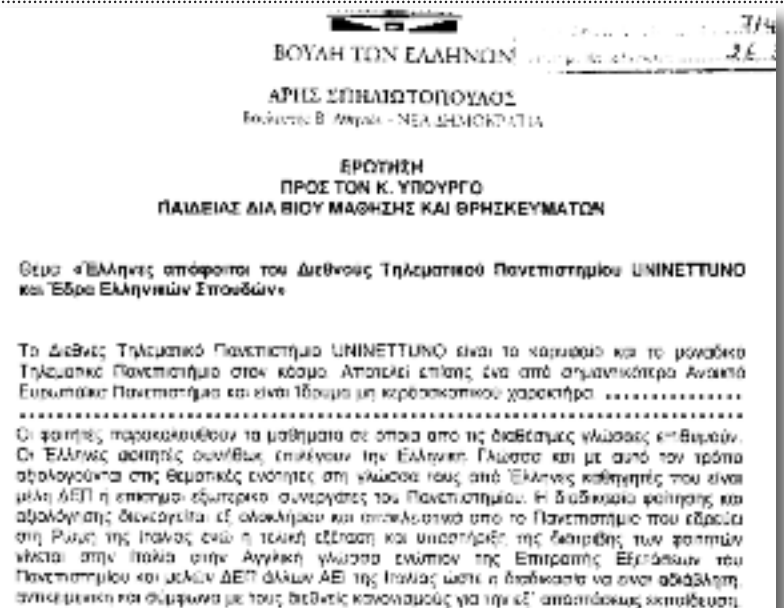 714
ΒΟΥΛΗ ΤΩΝ ΕΛΛΗΝΩΝ
26
ΑΡΗΣ ΣΠΗΛΙΩΤΟΠΟΥΛΟΣ
Βουλευτής Β΄ Αθηνών - ΝΕΑ ΔΗΜΟΚΡΑΤΙΑ
ΕΡΩΤΗΣΗ
ΠΡΟΣ ΤΟΝ Κ. ΥΠΟΥΡΓΟ
ΠΑΙΔΕΙΑΣ ΔΙΑ ΒΙΟΥ ΜΑΘΗΣΗΣ ΚΑΙ ΘΡΗΣΚΕΥΜΑΤΩΝ
Θέμα: «Έλληνες απόφοιτοι του Διεθνούς Τηλεματικού Πανεπιστημίου UNINETTUNO
και Έδρα Ελληνικών Σπουδών»
Το Διεθνές Τηλεματικό Πανεπιστήμιο UNINETTUNO είναι το κορυφαίο και το μοναδικό
Τηλεματικό Πανεπιστήμιο στον κόσμο. Αποτελεί επίσης ένα από σημαντικότερα Ανοικτά
Ευρωπαϊκά Πανεπιστήμια και είναι Ίδρυμα μη κερδοσκοπικού χαρακτήρα ..............
Οι φοιτητές παρακολουθούν τα μαθήματα σε όποια από τις διαθέσιμες γλώσσες επιθυμούν.
Οι Έλληνες φοιτητές συνήθως επιλέγουν την Ελληνική Γλώσσα και με αυτό τον τρόπο
αξιολογούνται στις θεματικές ενότητες στη γλώσσα τους από Έλληνες καθηγητές που είναι
μέλη ΔΕΠ ή επίσημοι εξωτερικοί συνεργάτες του Πανεπιστημίου. Η διαδικασία φοίτησης και
αξιολόγησης διενεργείται εξ ολοκλήρου και αποκλειστικά από το Πανεπιστήμιο που εδρεύει
στη Ρώμη της Ιταλίας ενώ η τελική εξέταση και υποστήριξη της διατριβής των φοιτητών
γίνεται στην Ιταλία στην Αγγλική γλώσσα ενώπιον της Επιτροπής Εξετάσεων του
Πανεπιστημίου και μελών ΔΕΠ άλλων ΑΕΙ της Ιταλίας ώστε η διαδικασία να είναι αδιάβλητη,
αντικειμενική και σύμφωνα με τους διεθνείς κανονισμούς για την εξ' αποστάσεως εκπαίδευση.